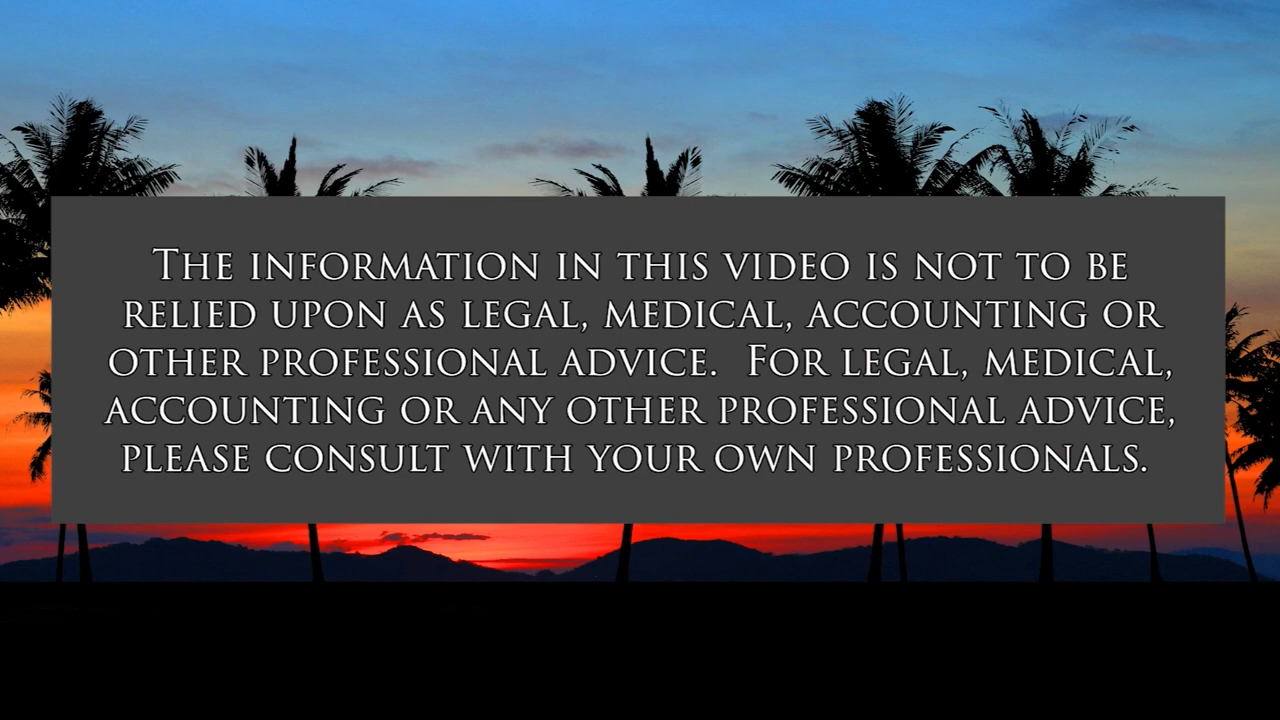 The information in this video is not to be
relied upon as legal, medical, accounting or
other professional advice.  For legal, medical,
accounting or any other professional advice,
please consult with your own professionals.